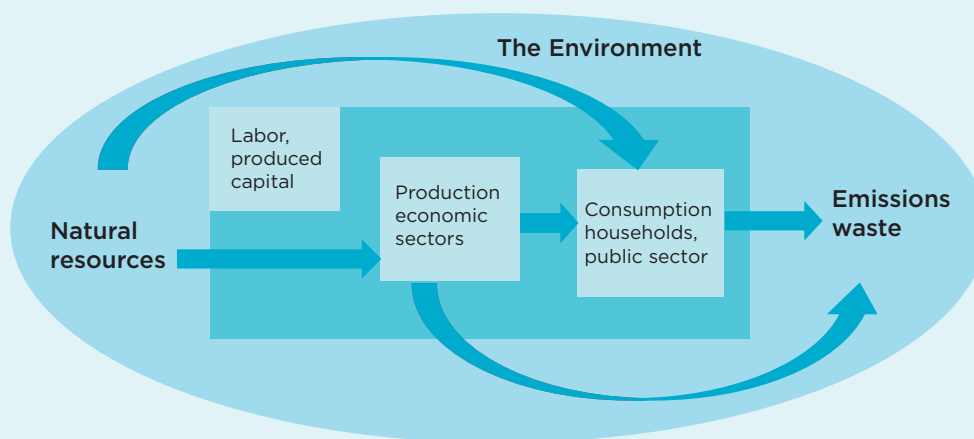 The Environment
Labor,
produced
capital
Production
economic
sectors
Consumption
households,
public sector
Natural
resources
Emissions
waste